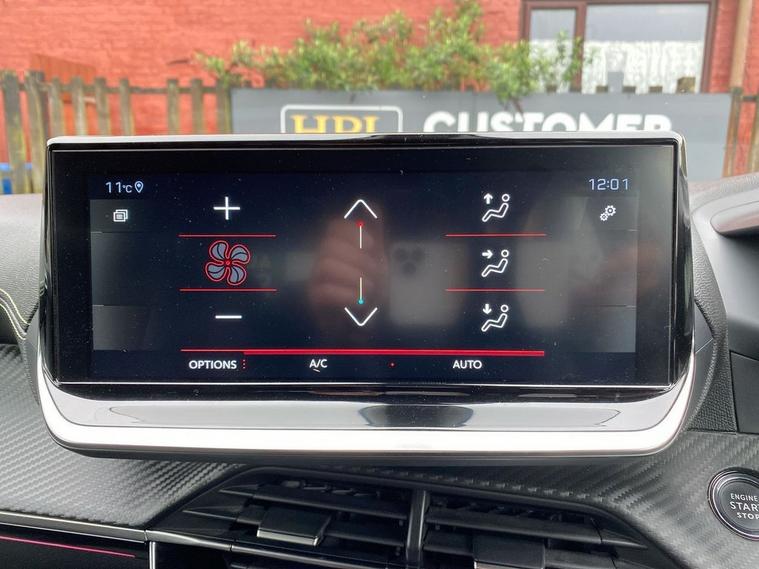 HPI CUSTOMER
11°C 12:01
OPTIONS A/C AUTO
ENGINE
START
STOP